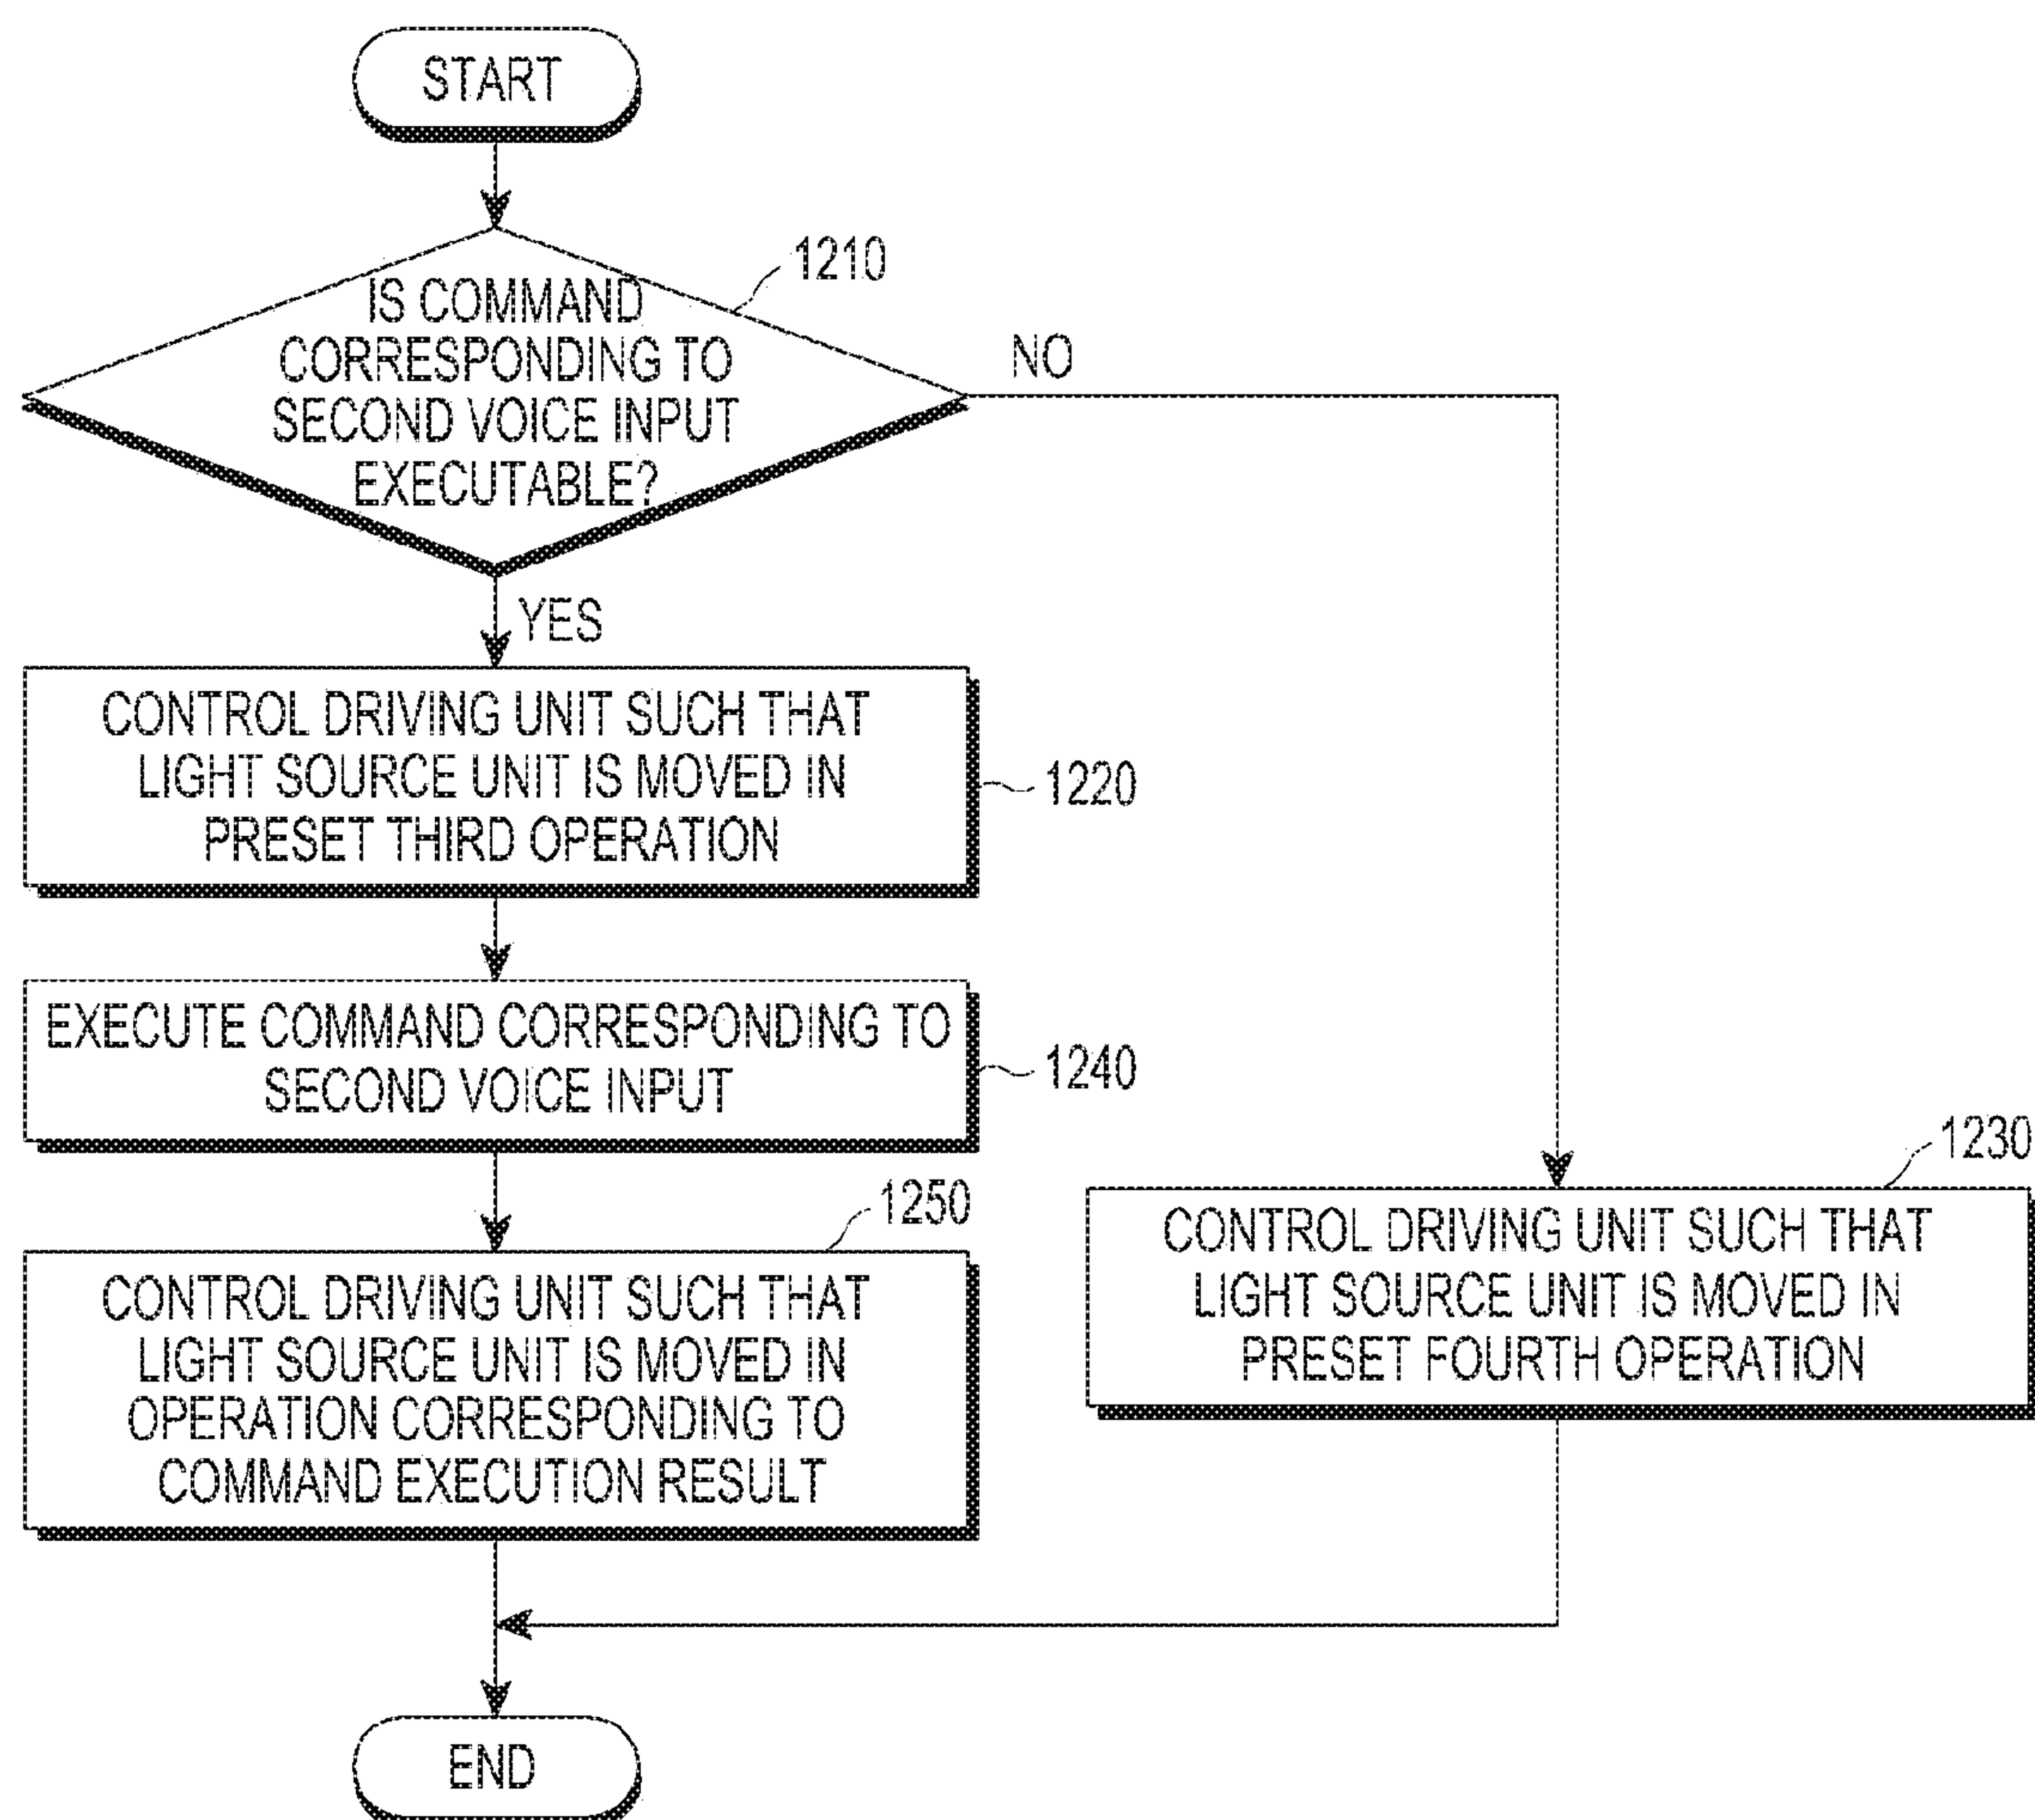 START
1210
IS COMMAND
CORRESPONDING TO
SECOND VOICE INPUT
EXECUTABLE?
NO
YES
CONTROL DRIVING UNIT SUCH THAT
LIGHT SOURCE UNIT IS MOVED IN
PRESET THIRD OPERATION
1220
EXECUTE COMMAND CORRESPONDING TO
SECOND VOICE INPUT
1240
1250
CONTROL DRIVING UNIT SUCH THAT
LIGHT SOURCE UNIT IS MOVED IN
OPERATION CORRESPONDING TO
COMMAND EXECUTION RESULT
1230
CONTROL DRIVING UNIT SUCH THAT
LIGHT SOURCE UNIT IS MOVED IN
PRESET FOURTH OPERATION
END